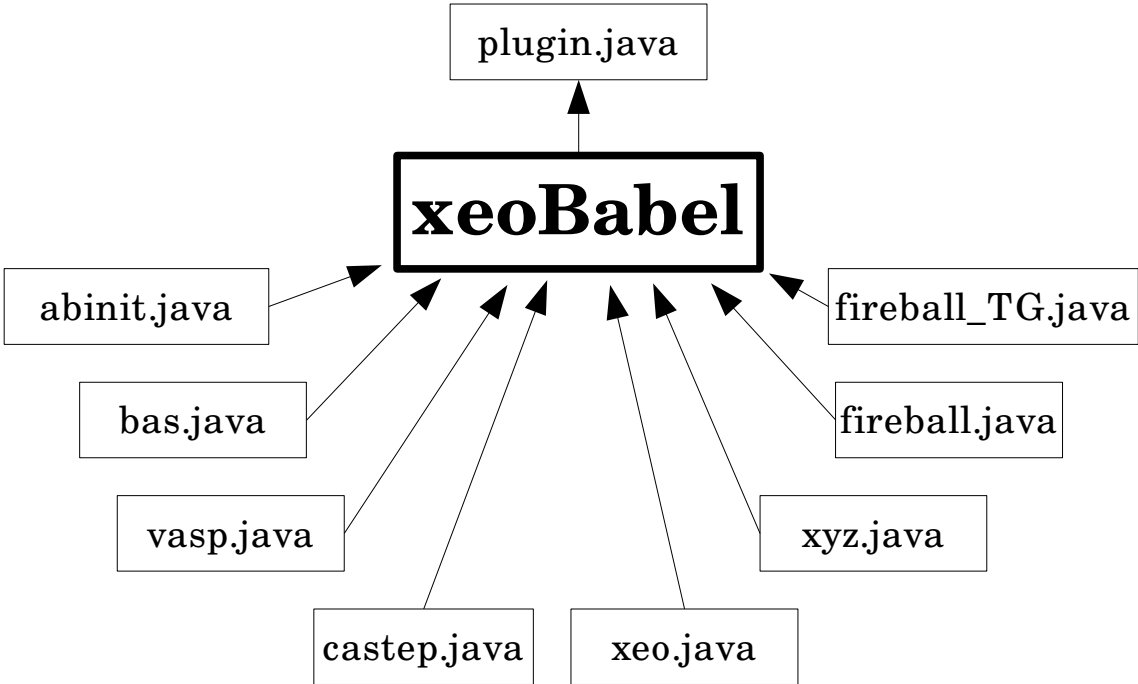 plugin.java
xeoBabel
abinit.java
fireball_TG.java
bas.java
fireball.java
vasp.java
xyz.java
castep.java
xeo.java